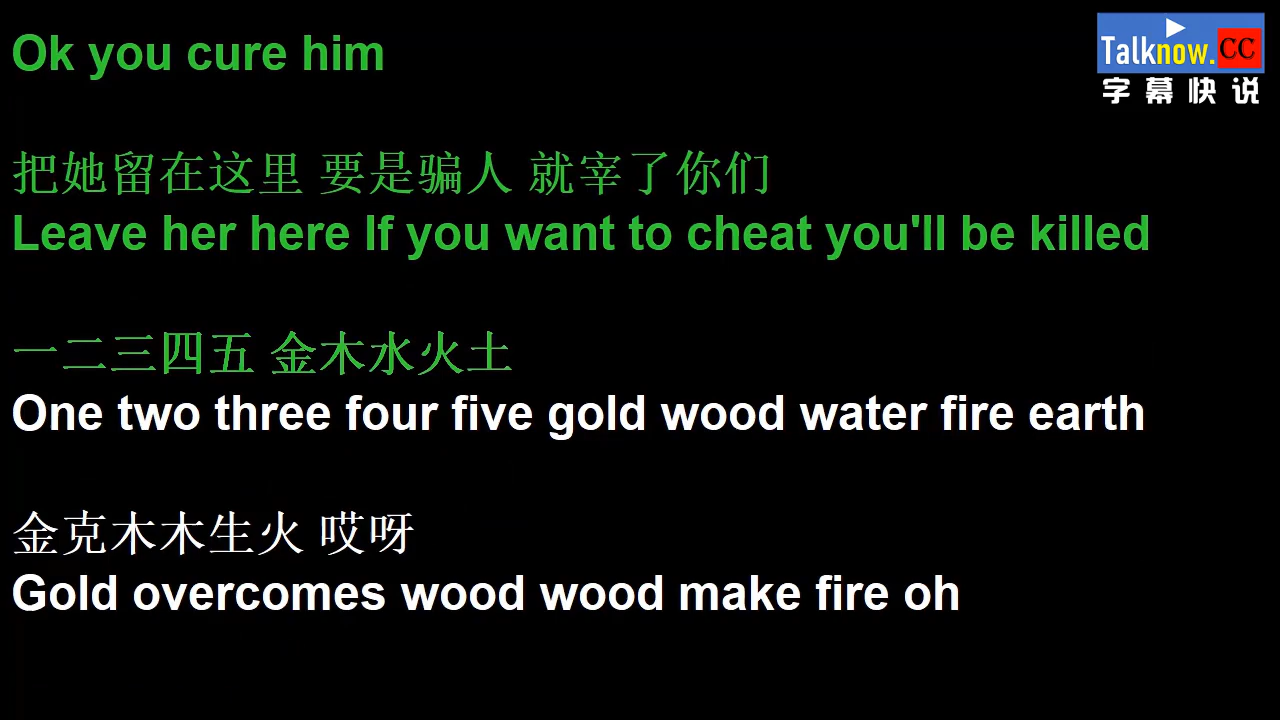 Ok you cure him
Talknow.CC
字幕快说
把她留在这里 要是骗人 就宰了你们
Leave her here If you want to cheat you'll be killed
一二三四五 金木水火土
One two three four five gold wood water fire earth
金克木木生火 哎呀
Gold overcomes wood wood make fire oh